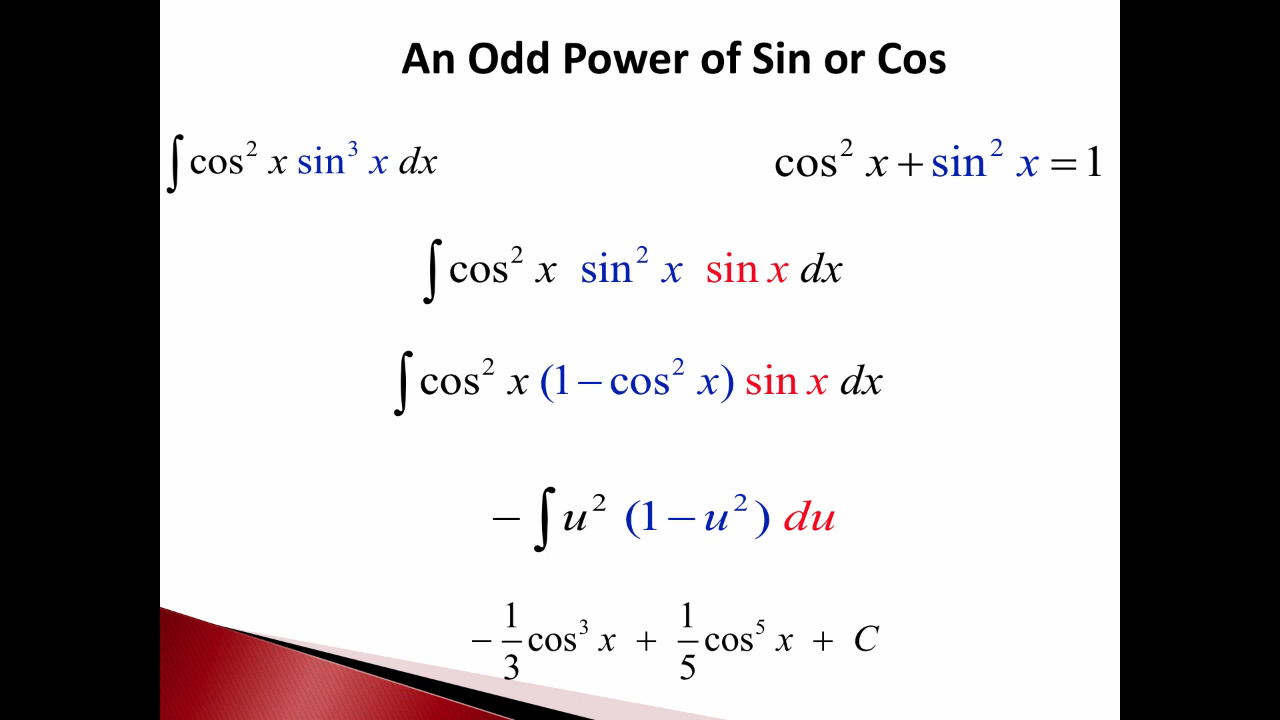 An Odd Power of Sin or Cos
∫cos² x sin³ x dx
cos² x + sin² x = 1
∫cos² x sin² x sin x dx
∫cos² x (1 − cos² x) sin x dx
− ∫u² (1 − u²) du
− 1/3 cos³ x + 1/5 cos⁵ x + C